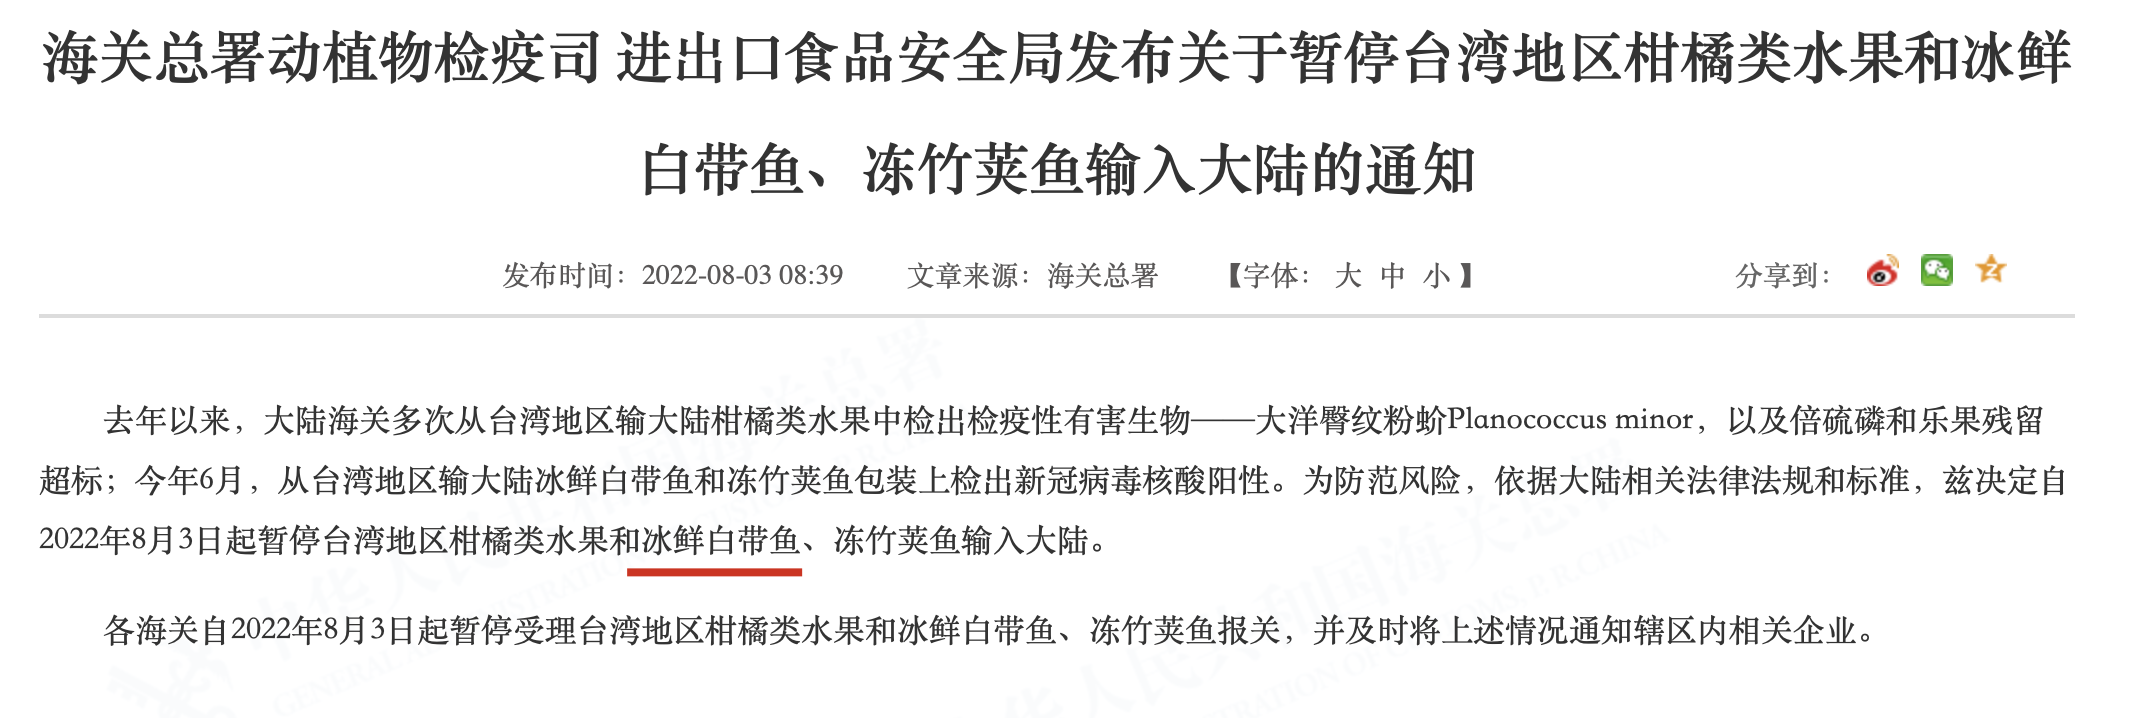 海关总署动植物检疫司 进出口食品安全局发布关于暂停台湾地区柑橘类水果和冰鲜
白带鱼、冻竹荚鱼输入大陆的通知
发布时间：2022-08-03 08:39 文章来源：海关总署 【字体： 大 中 小 】 分享到：
去年以来，大陆海关多次从台湾地区输大陆柑橘类水果中检出检疫性有害生物——大洋臀纹粉蚧Planococcus minor，以及倍硫磷和乐果残留
超标；今年6月，从台湾地区输大陆冰鲜白带鱼和冻竹荚鱼包装上检出新冠病毒核酸阳性。为防范风险，依据大陆相关法律法规和标准，兹决定自
2022年8月3日起暂停台湾地区柑橘类水果和冰鲜白带鱼、冻竹荚鱼输入大陆。
各海关自2022年8月3日起暂停受理台湾地区柑橘类水果和冰鲜白带鱼、冻竹荚鱼报关，并及时将上述情况通知辖区内相关企业。